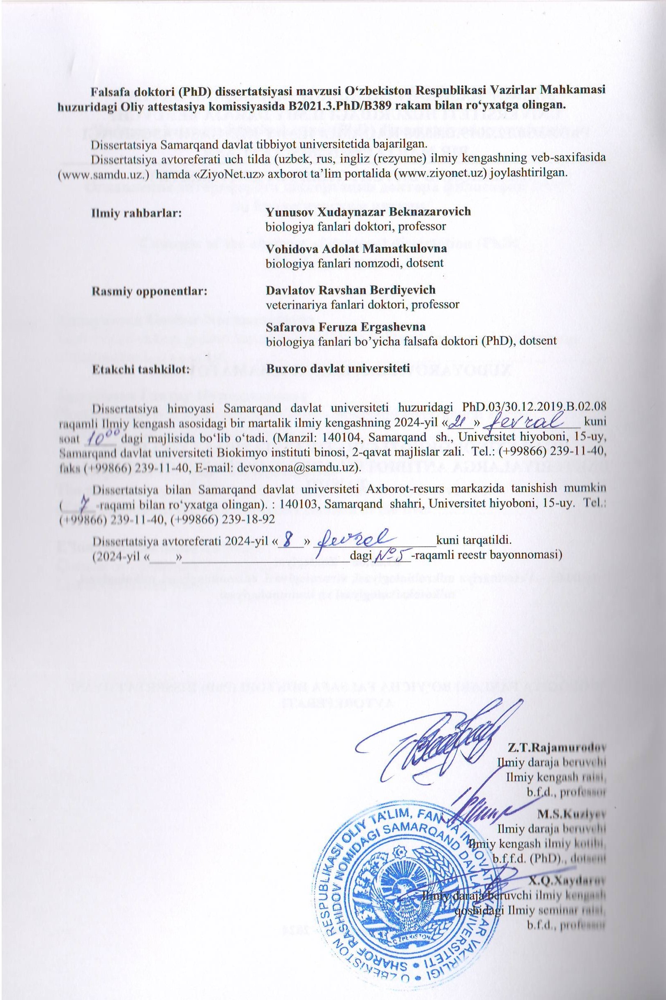 Falsafa doktori (PhD) dissertatsiyasi mavzusi O‘zbekiston Respublikasi Vazirlar Mahkamasi
huzuridagi Oliy attestasiya komissiyasida B2021.3.PhD/B389 rakam bilan ro‘yxatga olingan.
Dissertatsiya Samarqand davlat tibbiyot universitetida bajarilgan.
Dissertatsiya avtoreferati uch tilda (uzbek, rus, ingliz (rezyume) ilmiy kengashning veb-saxifasida
(www.samdu.uz.) hamda «ZiyoNet.uz» axborot ta’lim portalida (www.ziyonet.uz) joylashtirilgan.
Ilmiy rahbarlar: Yunusov Xudaynazar Beknazarovich
biologiya fanlari doktori, professor
Vohidova Adolat Mamatkulovna
biologiya fanlari nomzodi, dotsent
Rasmiy opponentlar: Davlatov Ravshan Berdiyevich
veterinariya fanlari doktori, professor
Safarova Feruza Ergashevna
biologiya fanlari bo’yicha falsafa doktori (PhD), dotsent
Etakchi tashkilot: Buxoro davlat universiteti
Dissertatsiya himoyasi Samarqand davlat universiteti huzuridagi PhD.03/30.12.2019.B.02.08
raqamli Ilmiy kengash asosidagi bir martalik ilmiy kengashning 2024-yil «21» fevral kuni
soat 10⁰⁰ dagi majlisida bo‘lib o‘tadi. (Manzil: 140104, Samarqand sh., Universitet hiyoboni, 15-uy,
Samarqand davlat universiteti Biokimyo instituti binosi, 2-qavat majlislar zali. Tel.: (+99866) 239-11-40,
faks (+99866) 239-11-40, E-mail: devonxona@samdu.uz).
Dissertatsiya bilan Samarqand davlat universiteti Axborot-resurs markazida tanishish mumkin
( 7 -raqami bilan ro‘yxatga olingan). : 140103, Samarqand shahri, Universitet hiyoboni, 15-uy. Tel.:
(+99866) 239-11-40, (+99866) 239-18-92
Dissertatsiya avtoreferati 2024-yil «8» fevral kuni tarqatildi.
(2024-yil «____»____ dagi №5-raqamli reestr bayonnomasi)
Z.T.Rajamurodov
Ilmiy daraja beruvchi
Ilmiy kengash raisi,
b.f.d., professor
M.S.Kuziyev
Ilmiy daraja beruvchi
Ilmiy kengash ilmiy kotibi,
b.f.f.d. (PhD)., dotsent
X.Q.Xaydarov
Ilmiy daraja beruvchi ilmiy kengash
qoshidagi Ilmiy seminar raisi,
b.f.d., professor
O‘ZBEKISTON RESPUBLIKASI OLIY TA'LIM, FAN VA INNOVATSIYALAR VAZIRLIGI
SHAROF RASHIDOV NOMIDAGI SAMARQAND DAVLAT UNIVERSITETI
O‘ZBEKISTON